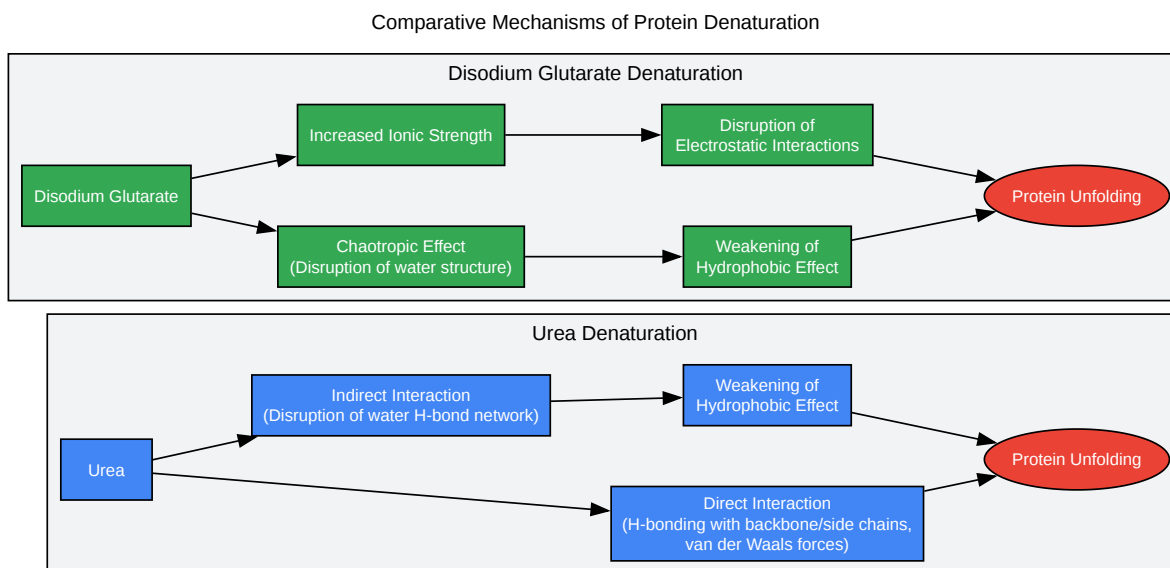 Comparative Mechanisms of Protein Denaturation
Disodium Glutarate Denaturation
Disodium Glutarate
Increased Ionic Strength
Disruption of
Electrostatic Interactions
Chaotropic Effect
(Disruption of water structure)
Weakening of
Hydrophobic Effect
Protein Unfolding
Urea Denaturation
Urea
Indirect Interaction
(Disruption of water H-bond network)
Weakening of
Hydrophobic Effect
Direct Interaction
(H-bonding with backbone/side chains,
van der Waals forces)
Protein Unfolding